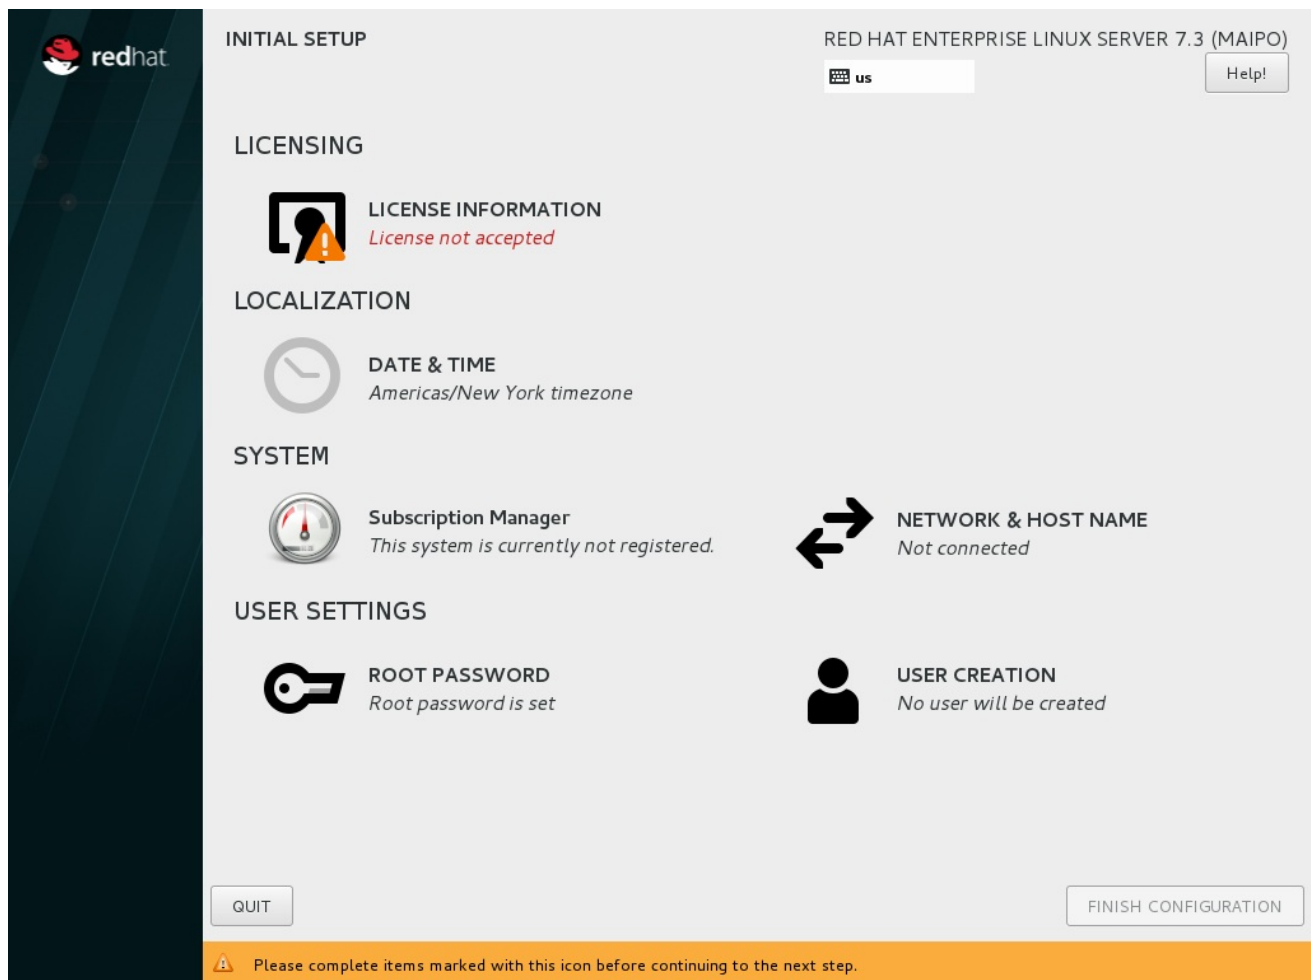 redhat.
INITIAL SETUP
RED HAT ENTERPRISE LINUX SERVER 7.3 (MAIPO)
us
Help!
LICENSING
LICENSE INFORMATION
License not accepted
LOCALIZATION
DATE & TIME
Americas/New York timezone
SYSTEM
Subscription Manager
This system is currently not registered.
NETWORK & HOST NAME
Not connected
USER SETTINGS
ROOT PASSWORD
Root password is set
USER CREATION
No user will be created
QUIT
FINISH CONFIGURATION
Please complete items marked with this icon before continuing to the next step.